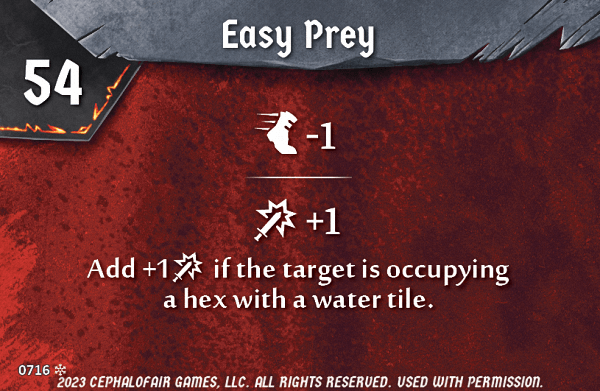 Easy Prey
54
-1
+1
Add +1 if the target is occupying
a hex with a water tile.
0716
2023 CEPHALOFAIR GAMES, LLC. ALL RIGHTS RESERVED. USED WITH PERMISSION.